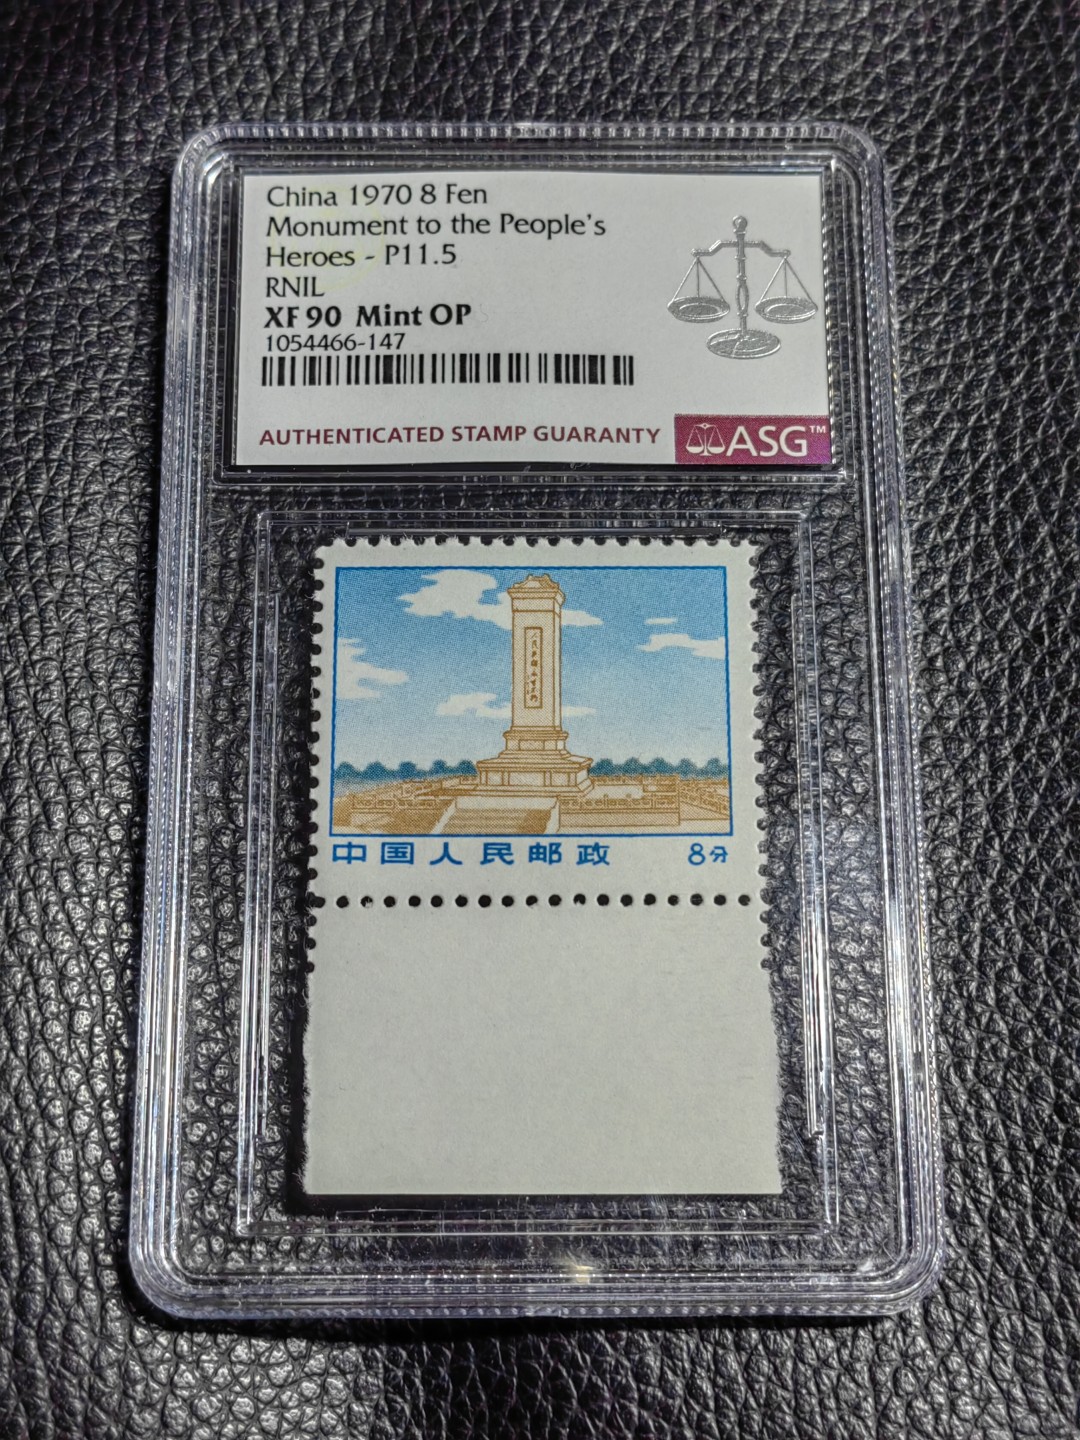 China 1970 8 Fen
Monument to the People's
Heroes - P11.5
RNIL
XF 90 Mint OP
1054466-147
AUTHENTICATED STAMP GUARANTY
ASG™
中国人民邮政 8分